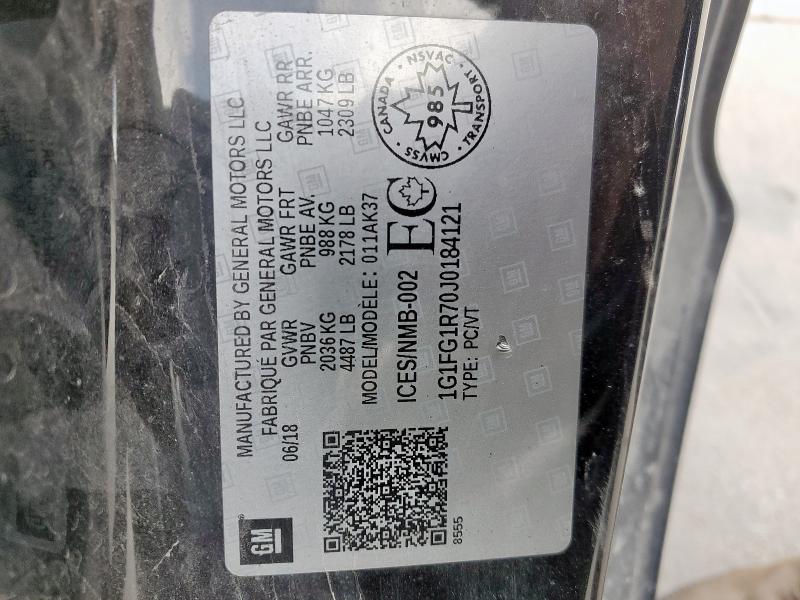 MANUFACTURED BY GENERAL MOTORS LLC
FABRIQUÉ PAR GENERAL MOTORS LLC
06/18 GVWR GAWR FRT GAWR RR.
PNBV PNBE AV. PNBE ARR.
2036 KG 988 KG 1047 KG
4487 LB 2178 LB 2309 LB
MODEL/MODÈLE: 011AK37
ICES/NMB-002 EC
1G1FG1R70J0184121
TYPE: PC/VT
CANADA · NSVAC · TRANSPORT · CMVSS ·
985
GM®
8555